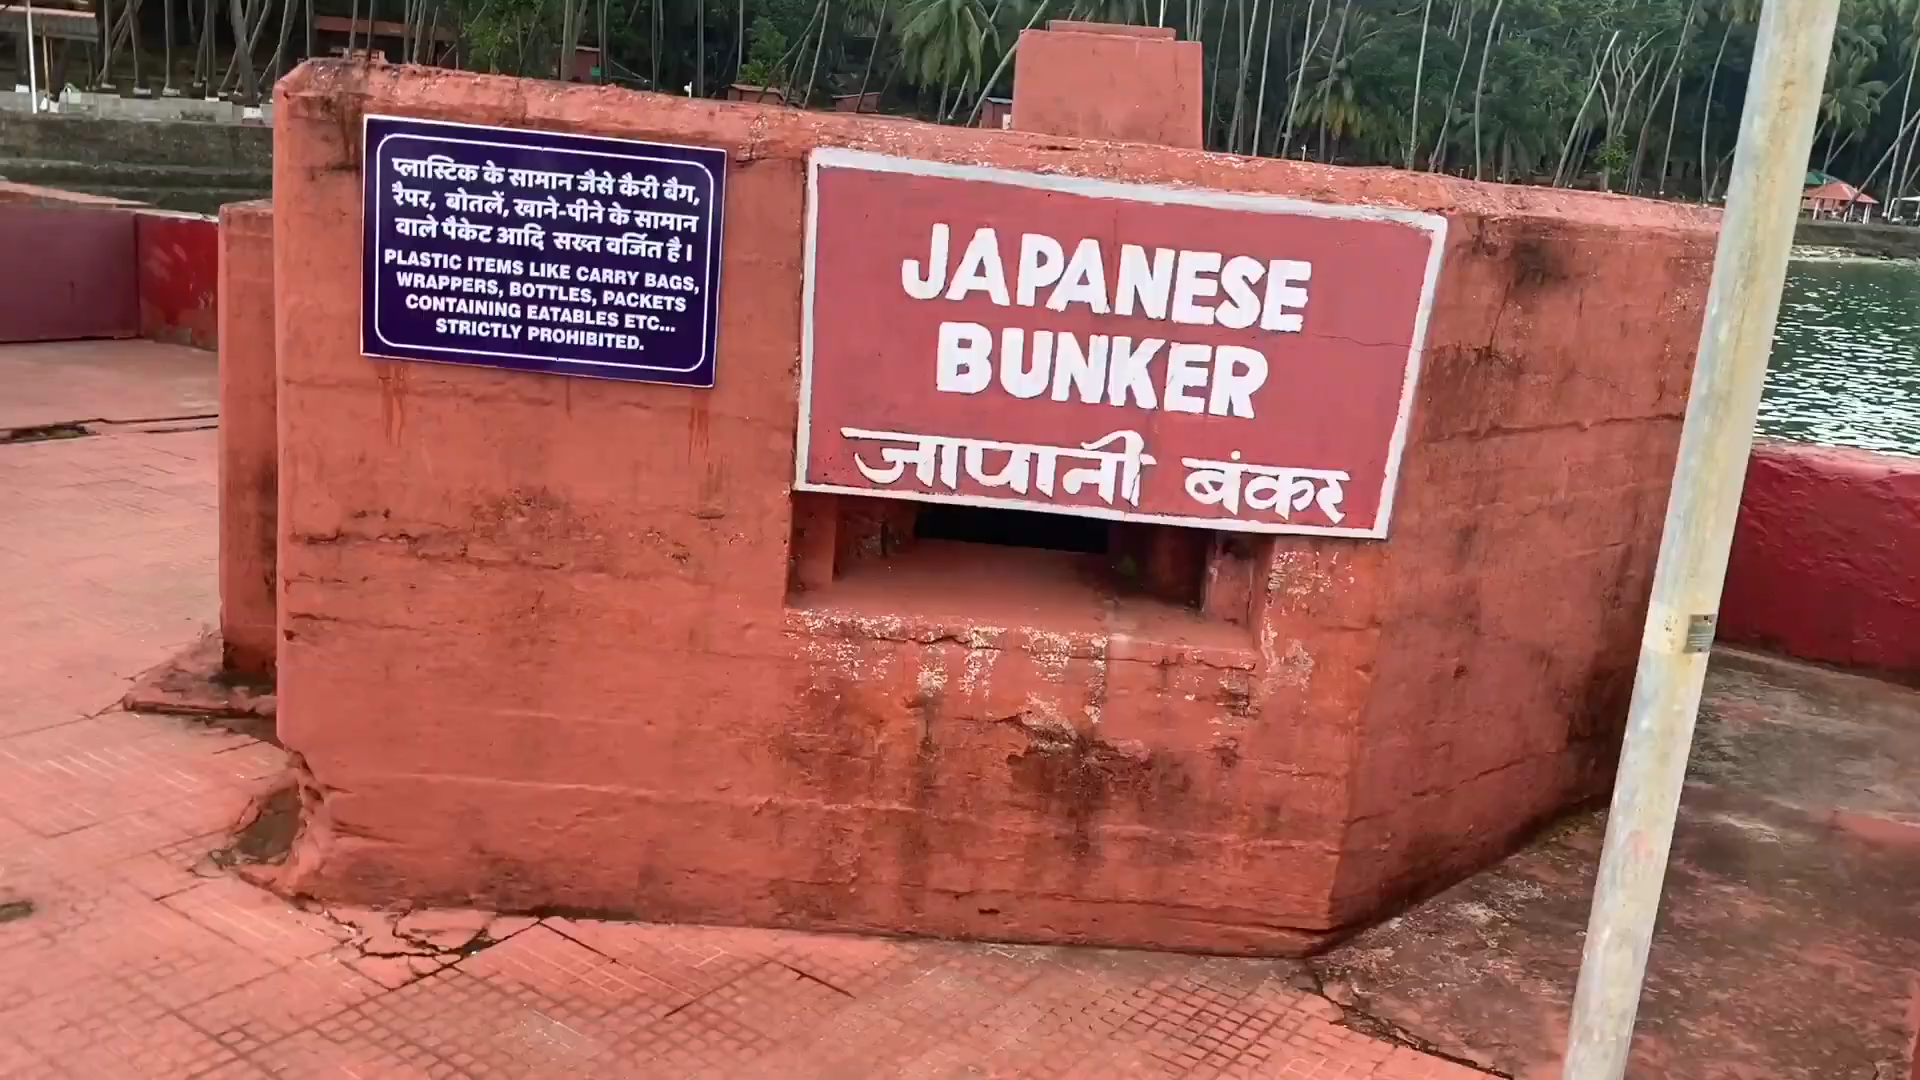 प्लास्टिक के सामान जैसे कैरी बैग,
रैपर, बोतलें, खाने-पीने के सामान
वाले पैकेट आदि सख्त वर्जित है।
PLASTIC ITEMS LIKE CARRY BAGS,
WRAPPERS, BOTTLES, PACKETS
CONTAINING EATABLES ETC...
STRICTLY PROHIBITED.
JAPANESE
BUNKER
जापानी बंकर